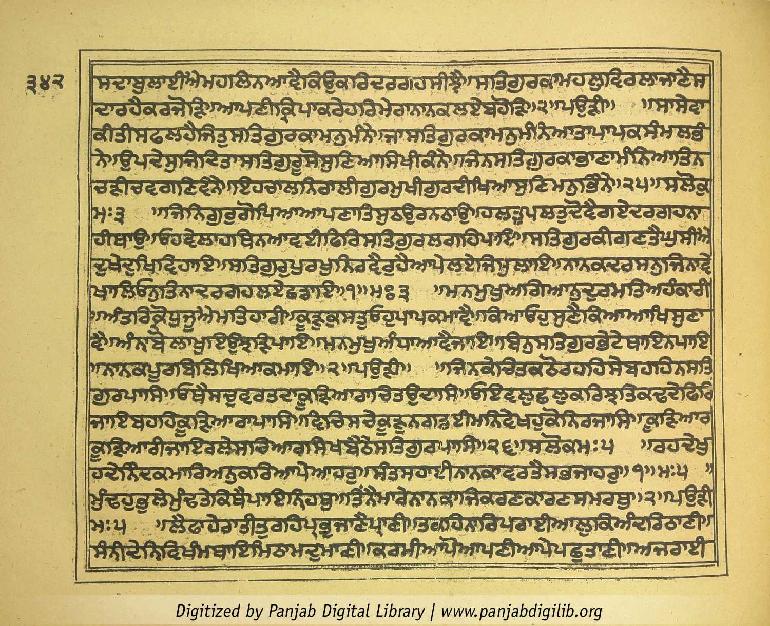 ੩੪੨
ਸਦਾਬੁਲਾਈਐਮਹਲਿਨਆਵੈਕਿਉਕਰਿਦਰਗਹਸੀਝੈ॥ਸਤਿਗੁਰਕਾਮਹਲੁਵਿਰਲਾਜਾਣੈਸ
ਦਾਰਹੈਕਰਜੋੜਿ॥ਆਪਣੀਕ੍ਰਿਪਾਕਰੇਹਰਿਮੇਰਾਨਾਨਕਲਏਬਹੋੜਿ॥੨॥ਪਉੜੀ॥ ਸਾਸੇਵਾ
ਕੀਤੀਸਫਲਹੈਜਿਤੁਸਤਿਗੁਰਕਾਮਨੁਮੰਨੇ॥ਜਾਸਤਿਗੁਰਕਾਮਨੁਮੰਨਿਆਤਾਪਾਪਕਸੰਮਲਭੰ
ਨੇ॥ਉਪਦੇਸੁਜਿਦਿਤਾਸਤਿਗੁਰੂਸੋਸੁਣਿਆਸਿਖੀਕੰਨੇ॥ਜਿਨਸਤਿਗੁਰਕਾਭਾਣਾਮੰਨਿਆਤਿਨ
ਚੜੀਚਵਗਣਿਵੰਨੇ॥ਇਹਚਾਲਨਿਰਾਲੀਗੁਰਮੁਖੀਗੁਰਦੀਖਿਆਸੁਣਿਮਨੁਭਿੰਨੇ॥੨੫॥ਸਲੋਕੁ
ਮਃ੩ ॥ਜਿਨਿਗੁਰੁਗੋਪਿਆਆਪਣਾਤਿਸੁਠਉਰਨਠਾਉ॥ਹਲਤੁਪਲਤੁਦੋਵੈਗਏਦਰਗਹਨਾ
ਹੀਥਾਉ॥ਓਹਵੇਲਾਹਥਿਨਆਵਈਫਿਰਿਸਤਿਗੁਰਲਗਹਿਪਾਇ॥ਸਤਿਗੁਰਕੀਗਣਤੈਘੁਸੀਐ
ਦੁਖੇਦੁਖਿਵਿਹਾਇ॥ਸਤਿਗੁਰੁਪੁਰਖੁਨਿਰਵੈਰੁਹੈਆਪੇਲਏਜਿਸੁਲਾਇ॥ਨਾਨਕਦਰਸਨੁਜਿਨਾਵੇ
ਖਾਲਿਓਨੁਤਿਨਾਦਰਗਹਲਏਛਡਾਇ॥੧॥ਮਃ੩ ॥ਮਨਮੁਖੁਅਗਿਆਨੁਦੁਰਮਤਿਅਹੰਕਾਰੀ
॥ਅੰਤਰਿਕ੍ਰੋਧੁਜੂਐਮਤਿਹਾਰੀ॥ਕੂੜੁਕੁਸਤੁਓਹੁਪਾਪਕਮਾਵੈ॥ਕਿਆਓਹੁਸੁਣੈਕਿਆਆਖਿਸੁਣਾ
ਵੈ॥ਅੰਨਾਬੋਲਾਖੁਇਉਝੜਿਪਾਇ॥ਮਨਮੁਖੁਅੰਧਾਆਵੈਜਾਇ॥ਬਿਨੁਸਤਿਗੁਰਭੇਟੇਥਾਇਨਪਾਇ
॥ਨਾਨਕਪੂਰਬਿਲਿਖਿਆਕਮਾਇ॥੨॥ਪਉੜੀ॥ ॥ਜਿਨਕੇਚਿਤਕਠੋਰਹਹਿਸੇਬਹਹਿਨਸਤਿ
ਗੁਰਪਾਸਿ॥ਓਥੈਸਚੁਵਰਤਦਾਕੂੜਿਆਰਾਚਿਤਉਦਾਸਿ॥ਓਇਵਲੁਛਲੁਕਰਿਝਤਿਕਢਦੇਫਿਰਿ
ਜਾਇਬਹਹਿਕੂੜਿਆਰਾਪਾਸਿ॥ਵਿਚਿਸਚੇਕੂੜੁਨਗਡਈਮਨਿਵੇਖਹੁਕੋਨਿਰਜਾਸਿ॥ਕੂੜਿਆਰ
ਕੂੜਿਆਰੀਜਾਇਰਲੇਸਚਿਆਰਸਿਖਬੈਠੇਸਤਿਗੁਰਪਾਸਿ॥੨੬॥ਸਲੋਕਮਃ੫ ॥ਰਹਦੇਖੁ
ਹਦੇਨਿੰਦਕਮਾਰਿਅਨੁਕਰਿਆਪੇਆਹਰੁ॥ਸੰਤਸਹਾਈਨਾਨਕਾਵਰਤੈਸਭਜਾਹਰੁ॥੧॥ਮਃ੫ ॥
ਮੁੰਢਹੁਭੁਲੇਮੁੰਢਤੇਕਿਥੈਪਾਇਨਿਹਥੁ॥ਤਿੰਨੈਮਾਰੇਨਾਨਕਾਜਿਕਰਣਕਾਰਣਸਮਰਥੁ॥੨॥ਪਉੜੀ
ਮਃ੫ ॥ਲੈਫਾਹੇਰਾਤੀਤੁਰਹਿਪ੍ਰਭੁਜਾਣੈਪ੍ਰਾਣੀ॥ਤਕਹਿਨਾਰਿਪਰਾਈਆਲੁਕਿਅੰਦਰਿਠਾਣੀ॥
ਸੰਨੀਦੇਨਿਵਿਖੰਮਥਾਇਮਿਠਾਮਦੁਮਾਣੀ॥ਕਰਮੀਆਪੋਆਪਣੀਆਪੇਪਛੁਤਾਣੀ॥ਅਜਰਾਈ
Digitized by Panjab Digital Library | www.panjabdigilib.org